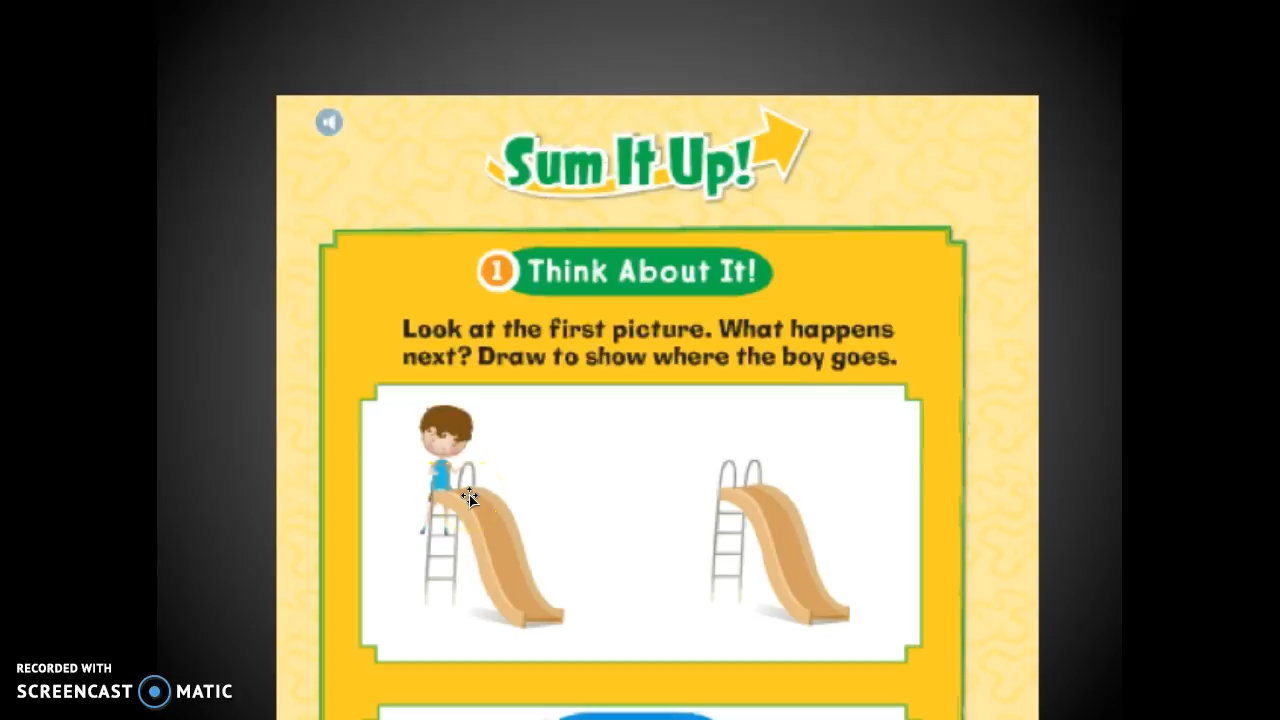 Sum It Up!
1 Think About It!
Look at the first picture. What happens
next? Draw to show where the boy goes.
RECORDED WITH
SCREENCAST MATIC